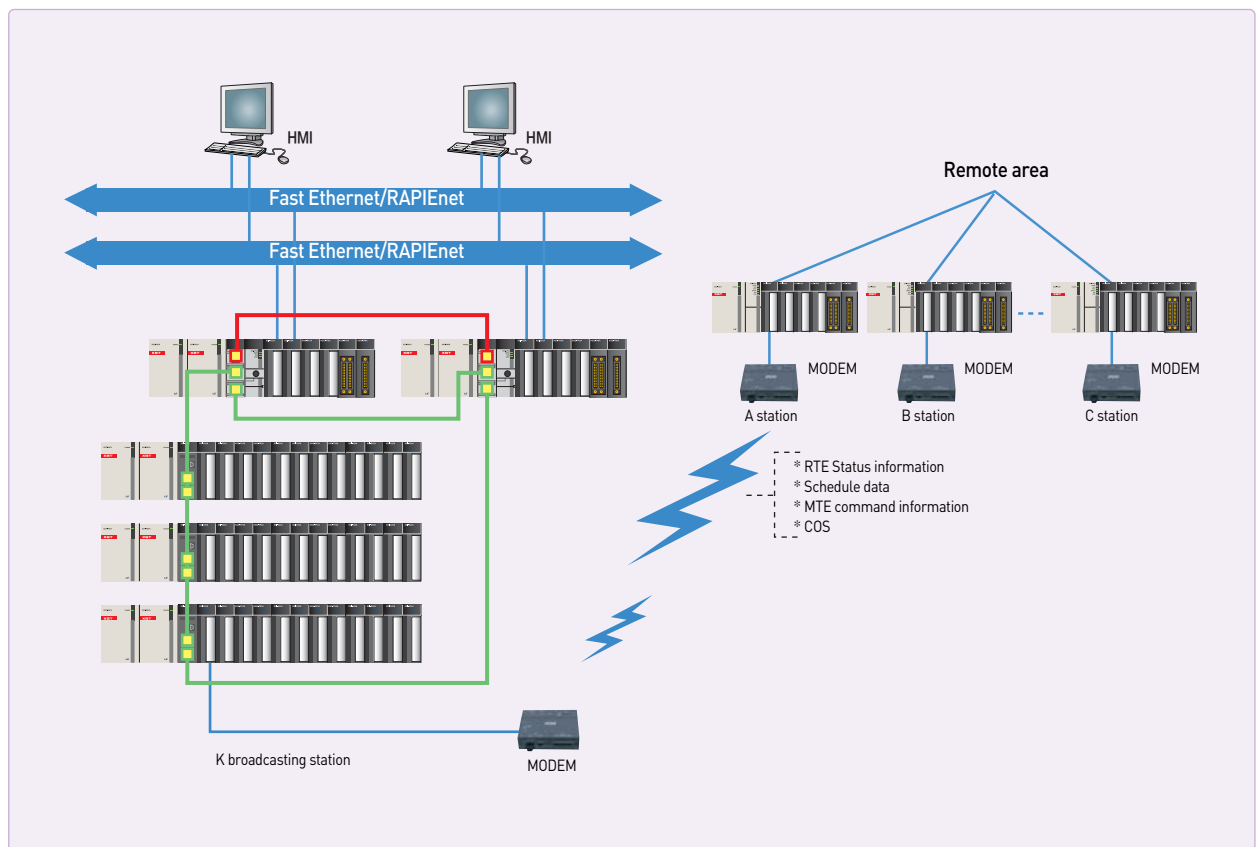 HMI
HMI
Fast Ethernet/RAPIEnet
Fast Ethernet/RAPIEnet
Remote area
MODEM
MODEM
MODEM
A station
B station
C station
* RTE Status information
* Schedule data
* MTE command information
* COS
K broadcasting station
MODEM